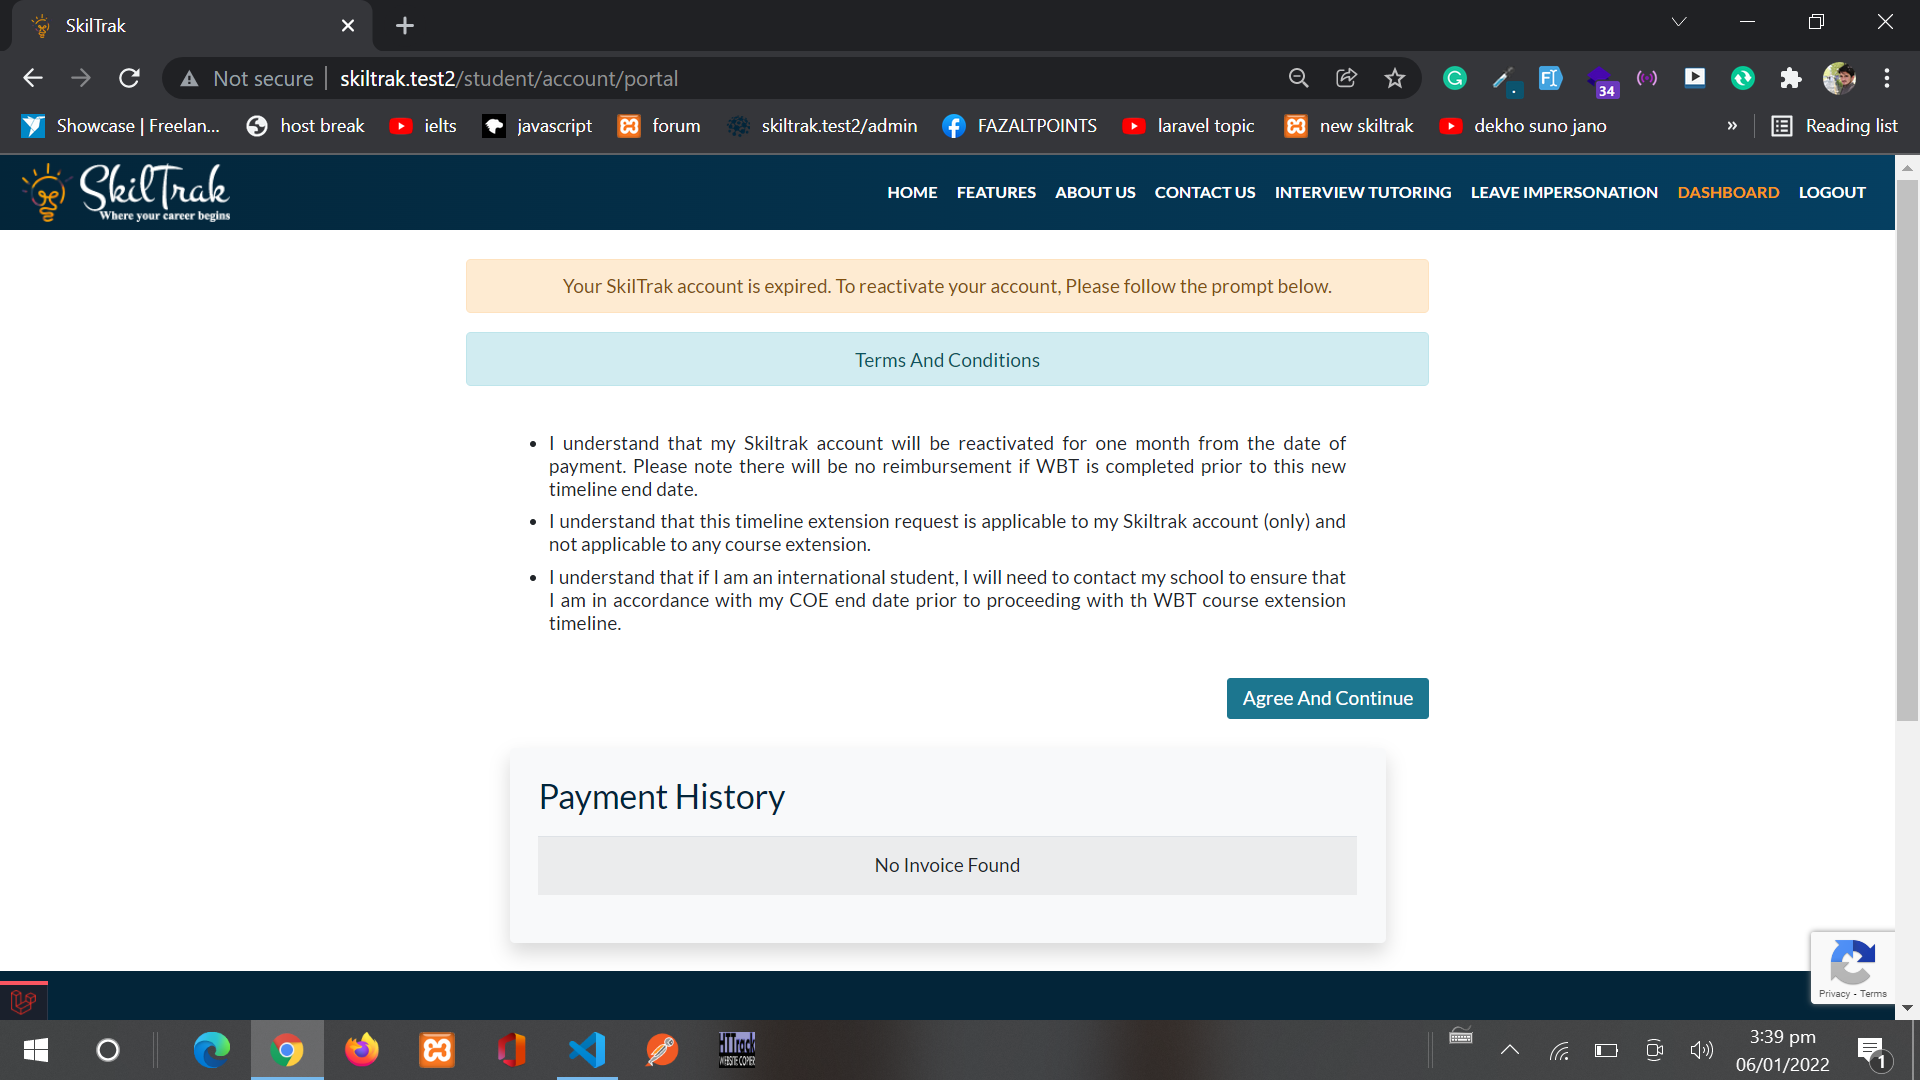 SkilTrak
Not secure
skiltrak.test2/student/account/portal
34
Showcase | Freelan...
host break
ielts
javascript
forum
skiltrak.test2/admin
FAZALTPOINTS
laravel topic
new skiltrak
dekho suno jano
»
Reading list
SkilTrak
Where your career begins
HOME
FEATURES
ABOUT US
CONTACT US
INTERVIEW TUTORING
LEAVE IMPERSONATION
DASHBOARD
LOGOUT
Your SkilTrak account is expired. To reactivate your account, Please follow the prompt below.
Terms And Conditions
• I understand that my Skiltrak account will be reactivated for one month from the date of
payment. Please note there will be no reimbursement if WBT is completed prior to this new
timeline end date.
• I understand that this timeline extension request is applicable to my Skiltrak account (only) and
not applicable to any course extension.
• I understand that if I am an international student, I will need to contact my school to ensure that
I am in accordance with my COE end date prior to proceeding with th WBT course extension
timeline.
Agree And Continue
Payment History
No Invoice Found
Privacy - Terms
HTTrack
WEBSITE COPIER
3:39 pm
06/01/2022
1